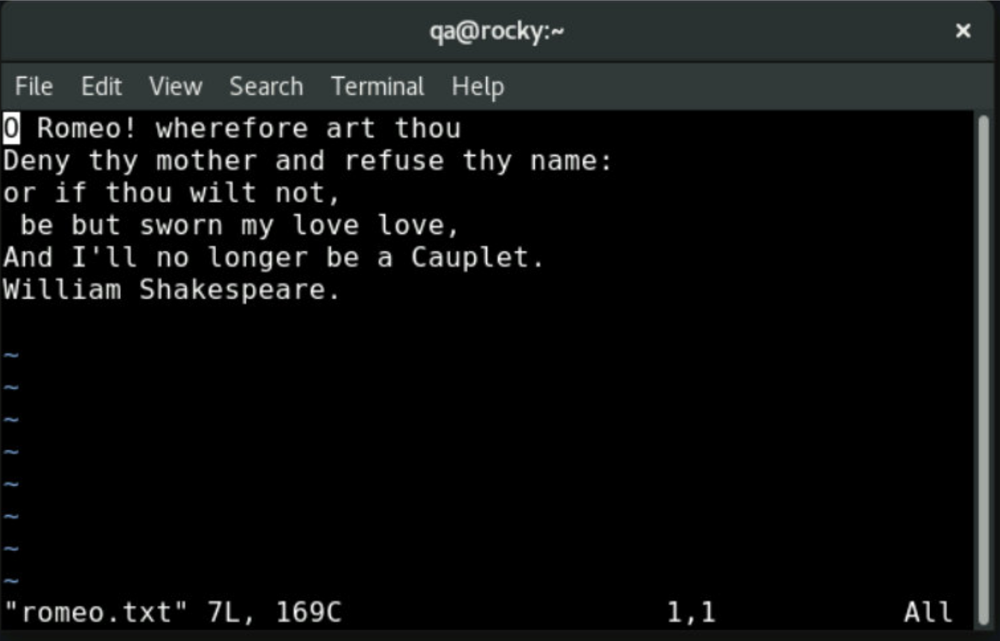 qa@rocky:~ ×
File Edit View Search Terminal Help
O Romeo! wherefore art thou
Deny thy mother and refuse thy name:
or if thou wilt not,
 be but sworn my love love,
And I'll no longer be a Cauplet.
William Shakespeare.
~
~
~
~
~
~
~
~
"romeo.txt" 7L, 169C 1,1 All